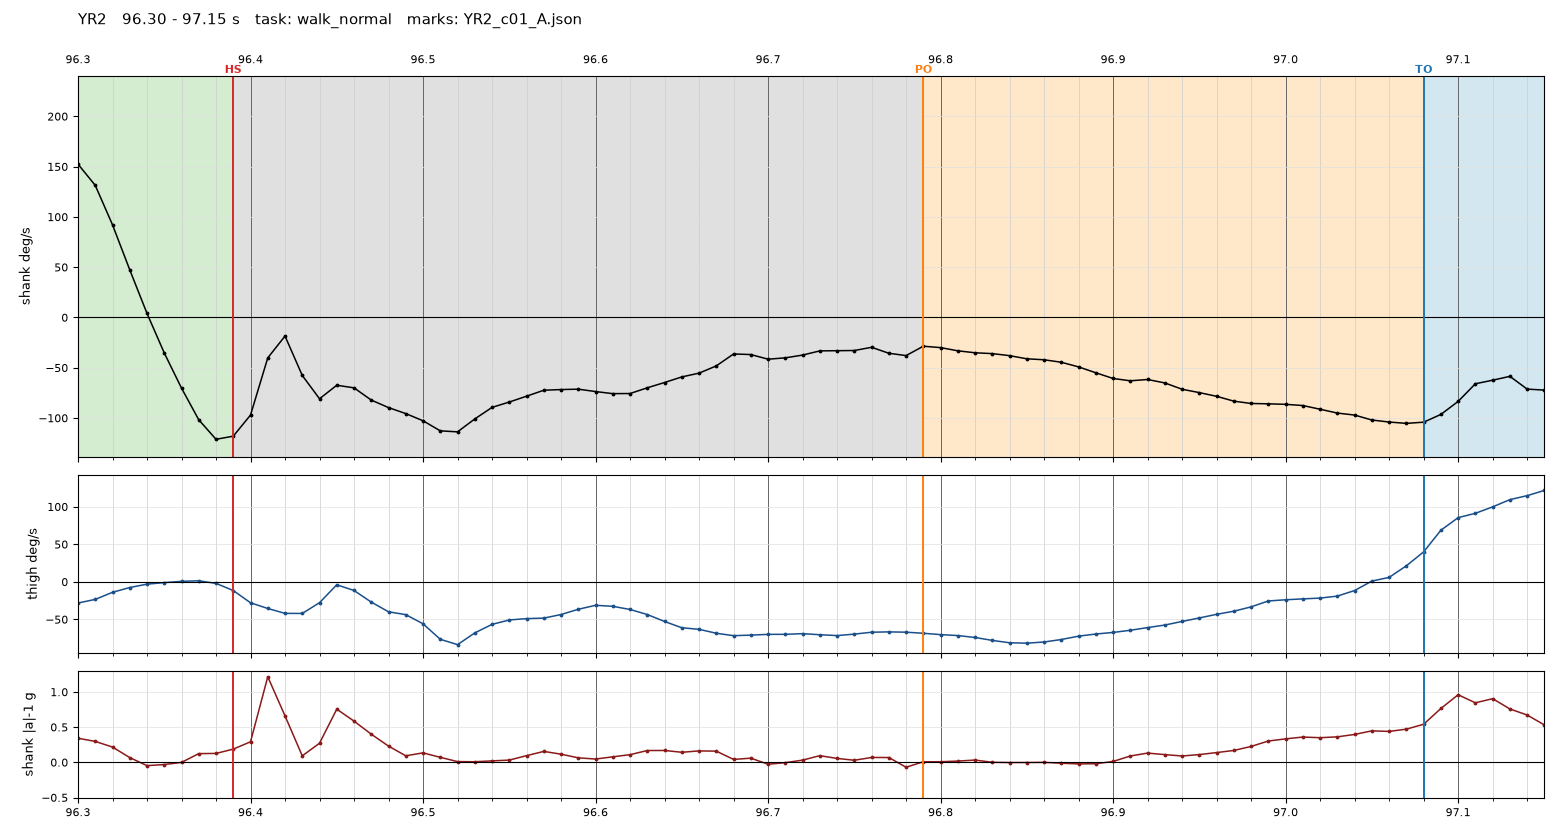 YR2   96.30 - 97.15 s   task: walk_normal   marks: YR2_c01_A.json
96.3 96.4 96.5 96.6 96.7 96.8 96.9 97.0 97.1
HS PO TO
shank deg/s
200
150
100
50
0
−50
−100
thigh deg/s
100
50
0
−50
shank |a|-1 g
1.0
0.5
0.0
−0.5
96.3 96.4 96.5 96.6 96.7 96.8 96.9 97.0 97.1